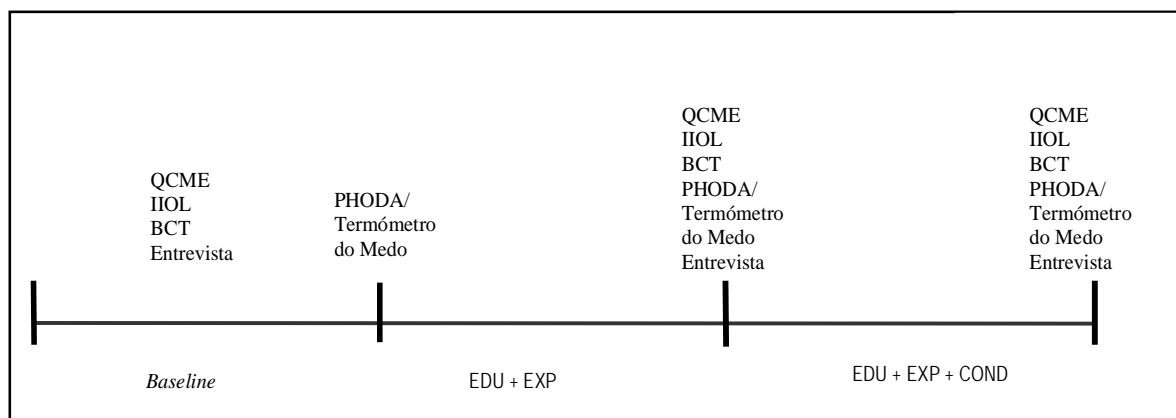 QCME
IIOL
BCT
Entrevista
PHODA/
Termómetro
do Medo
QCME
IIOL
BCT
PHODA/
Termómetro
do Medo
Entrevista
QCME
IIOL
BCT
PHODA/
Termómetro
do Medo
Entrevista
Baseline
EDU + EXP
EDU + EXP + COND